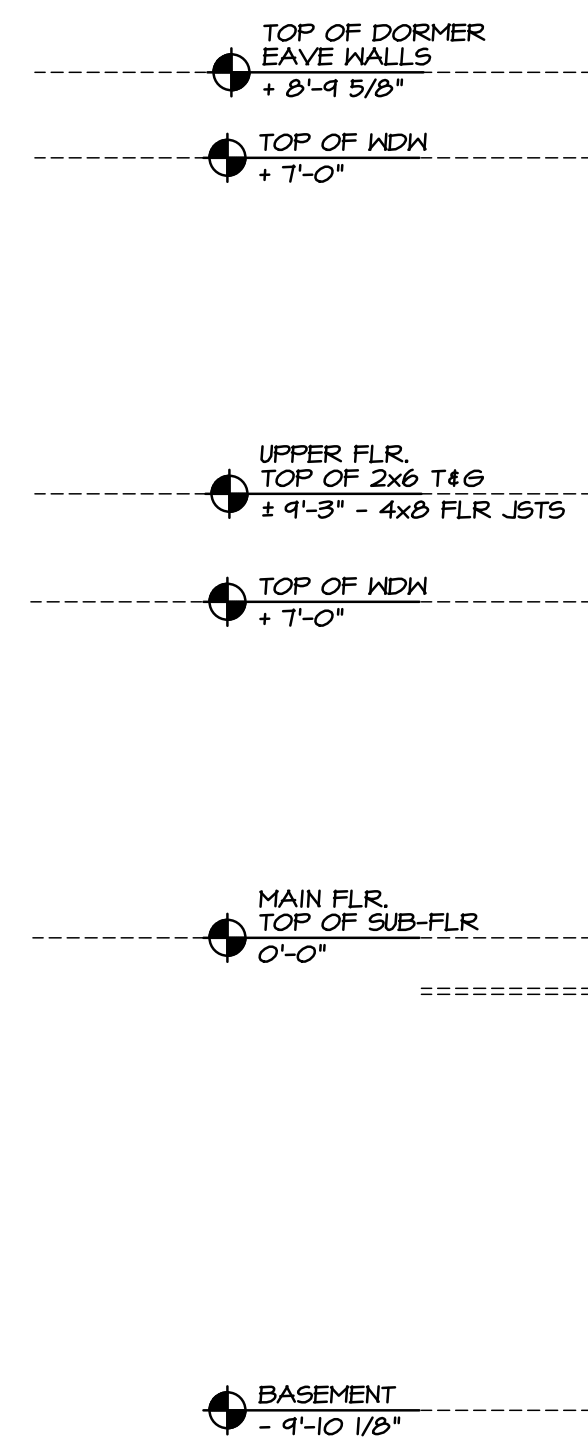 TOP OF DORMER
EAVE WALLS
+ 8'-9 5/8"
TOP OF WDW
+ 7'-0"
UPPER FLR.
TOP OF 2x6 T&G
± 9'-3" - 4x8 FLR JSTS
TOP OF WDW
+ 7'-0"
MAIN FLR.
TOP OF SUB-FLR
0'-0"
BASEMENT
- 9'-10 1/8"